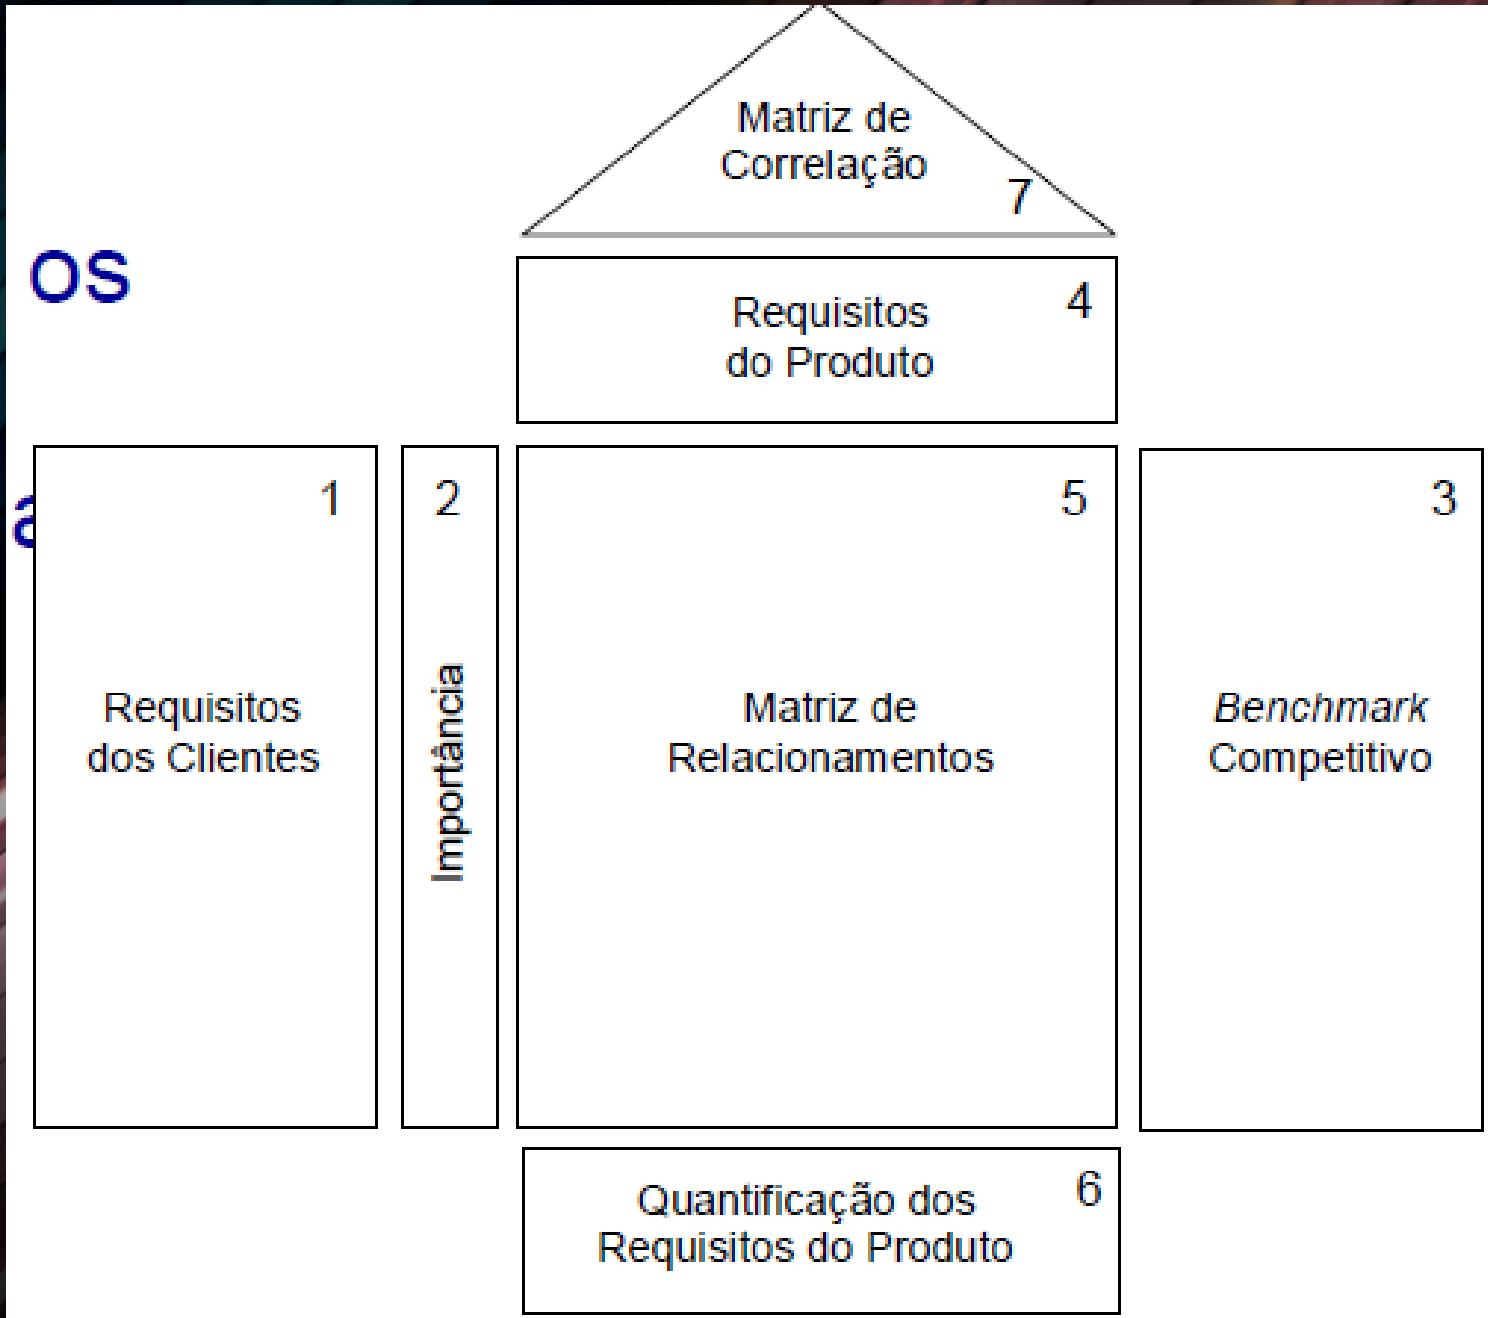 Matriz de
Correlação
7
os
Requisitos
do Produto
4
1
Requisitos
dos Clientes
2
Importância
5
Matriz de
Relacionamentos
3
Benchmark
Competitivo
Quantificação dos
Requisitos do Produto
6